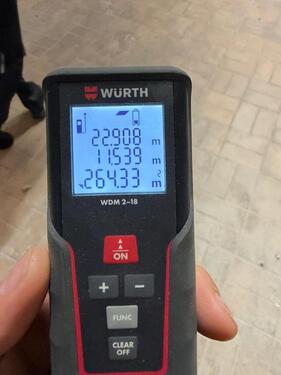 WÜRTH
22.908 m
11.539 m
264.33 m²
WDM 2-18
ON
+ −
FUNC
CLEAR
OFF